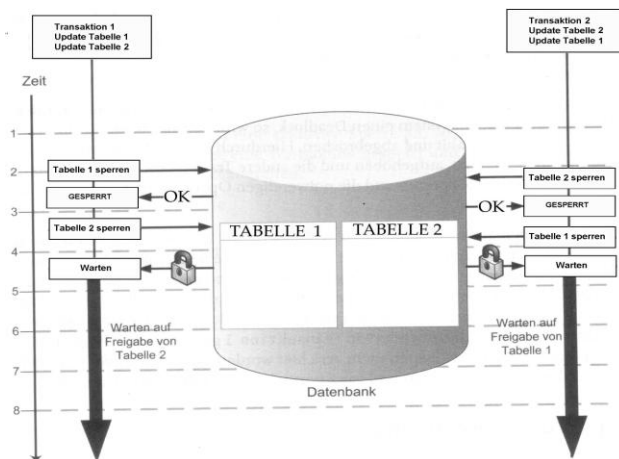 Transaktion 1
Update Tabelle 1
Update Tabelle 2
Transaktion 2
Update Tabelle 2
Update Tabelle 1
Zeit
1
2
3
4
5
6
7
8
Tabelle 1 sperren
GESPERRT
OK
Tabelle 2 sperren
Warten
Warten auf
Freigabe von
Tabelle 2
TABELLE 1
TABELLE 2
Datenbank
Tabelle 2 sperren
OK
GESPERRT
Tabelle 1 sperren
Warten
Warten auf
Freigabe von
Tabelle 1